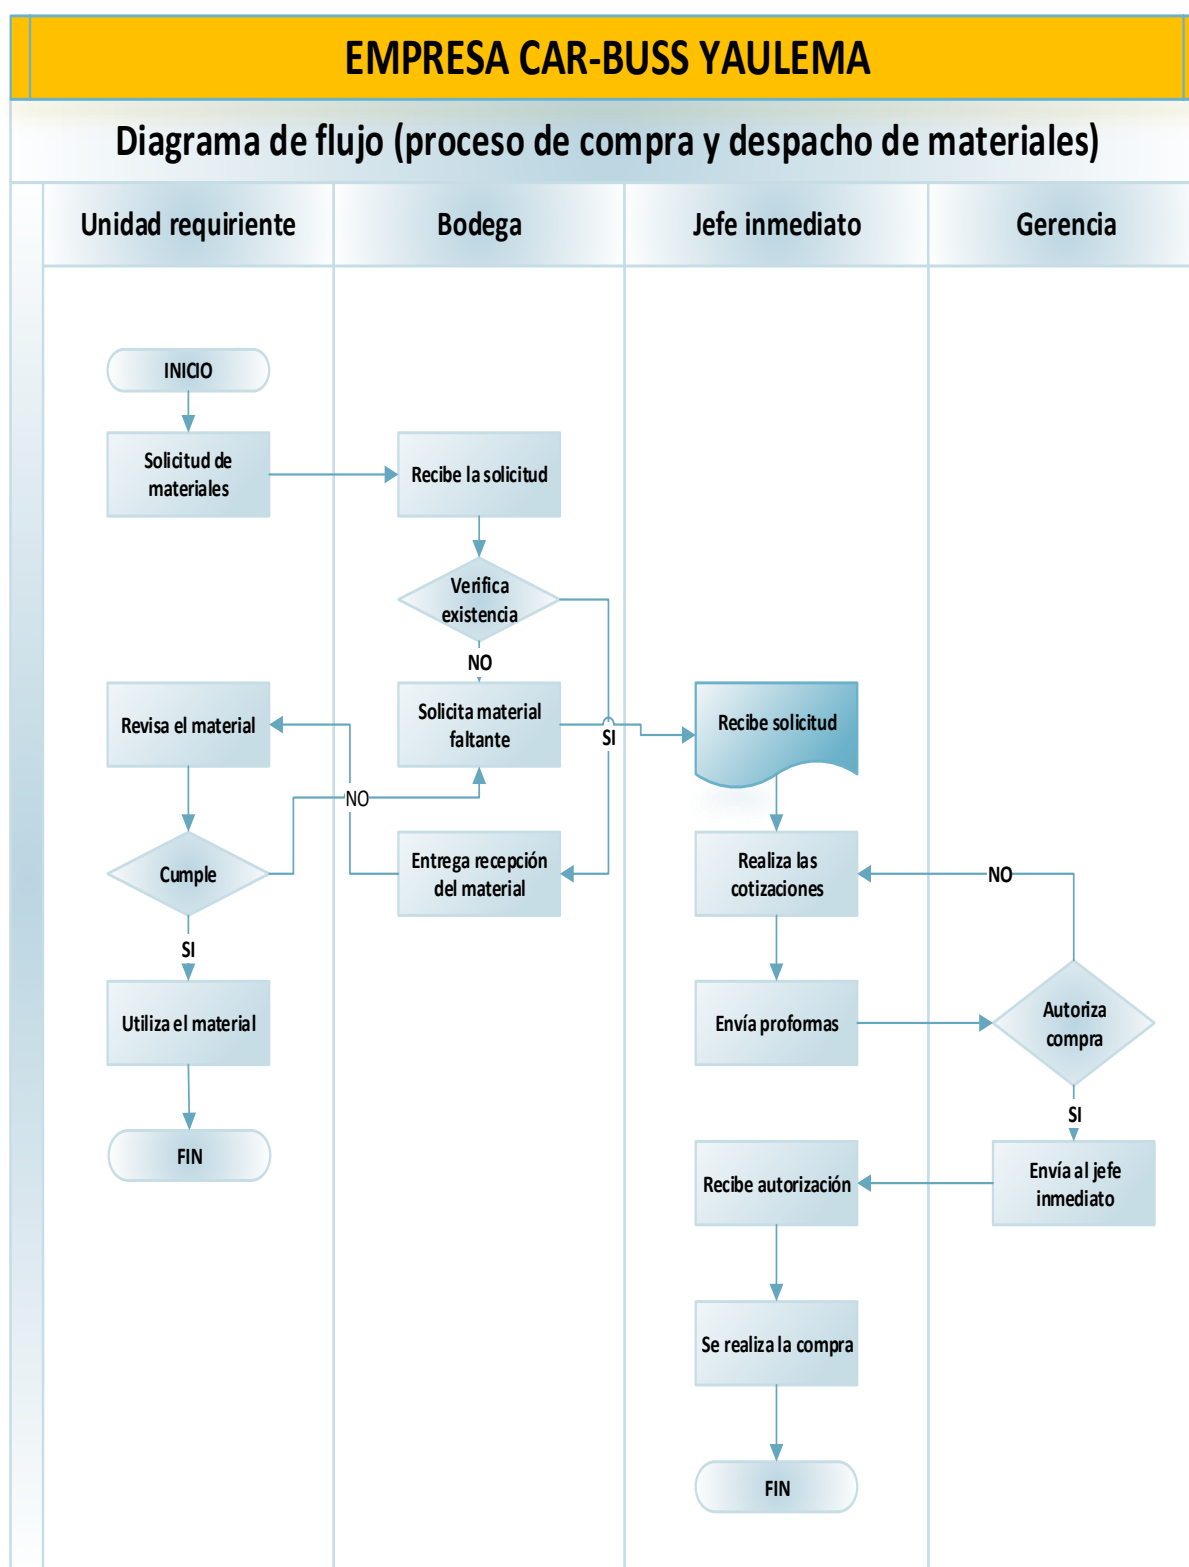 EMPRESA CAR-BUSS YAULEMA
Diagrama de flujo (proceso de compra y despacho de materiales)
Unidad requiriente
Bodega
Jefe inmediato
Gerencia
INICIO
Solicitud de
materiales
Recibe la solicitud
Verifica
existencia
NO
Revisa el material
Solicita material
faltante
SI
Recibe solicitud
NO
Cumple
Entrega recepción
del material
Realiza las
cotizaciones
NO
SI
Utiliza el material
Envía proformas
Autoriza
compra
SI
FIN
Recibe autorización
Envía al jefe
inmediato
Se realiza la compra
FIN